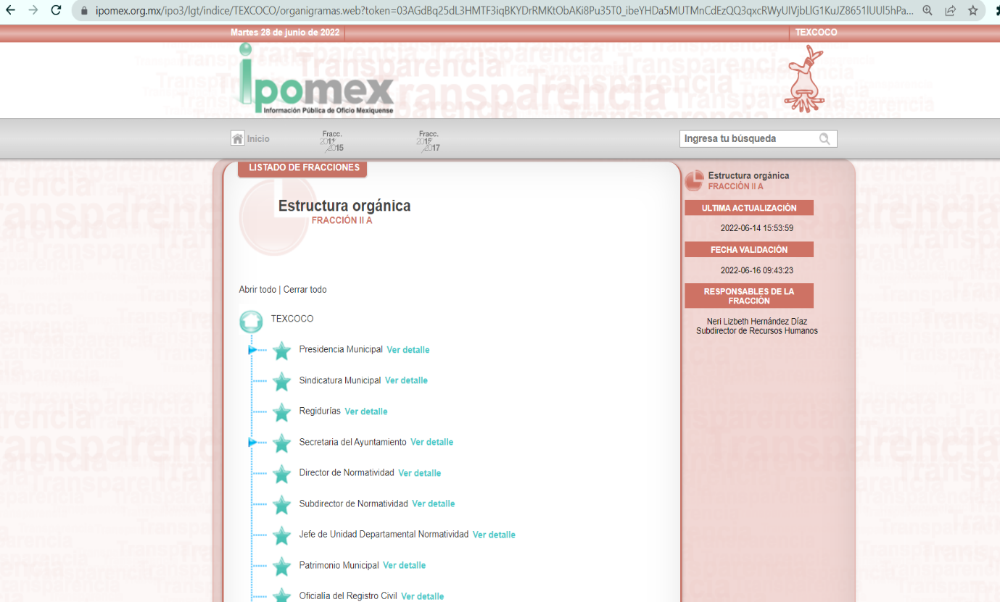 ipomex.org.mx/ipo3/lgt/indice/TEXCOCO/organigramas.web?token=03AGdBq25dL3HMTF3iqBKYDrRMKtObAKi8Pu35T0_ibeYHDa5MUTMnCdEzQQ3qxcRWyUIVjbLlG1KuJZ8651lUUl5hPa...
Martes 28 de junio de 2022
TEXCOCO
ipomex
Información Pública de Oficio Mexiquense
Transparencia
Inicio
Fracc.
2011
2015
Fracc.
2015
2017
Ingresa tu búsqueda
LISTADO DE FRACCIONES
Estructura orgánica
FRACCIÓN II A
Abrir todo | Cerrar todo
TEXCOCO
Presidencia Municipal Ver detalle
Sindicatura Municipal Ver detalle
Regidurías Ver detalle
Secretaria del Ayuntamiento Ver detalle
Director de Normatividad Ver detalle
Subdirector de Normatividad Ver detalle
Jefe de Unidad Departamental Normatividad Ver detalle
Patrimonio Municipal Ver detalle
Oficialía del Registro Civil Ver detalle
Estructura orgánica
FRACCIÓN II A
ULTIMA ACTUALIZACIÓN
2022-06-14 15:53:59
FECHA VALIDACIÓN
2022-06-16 09:43:23
RESPONSABLES DE LA
FRACCIÓN
Neri Lizbeth Hernández Díaz
Subdirector de Recursos Humanos